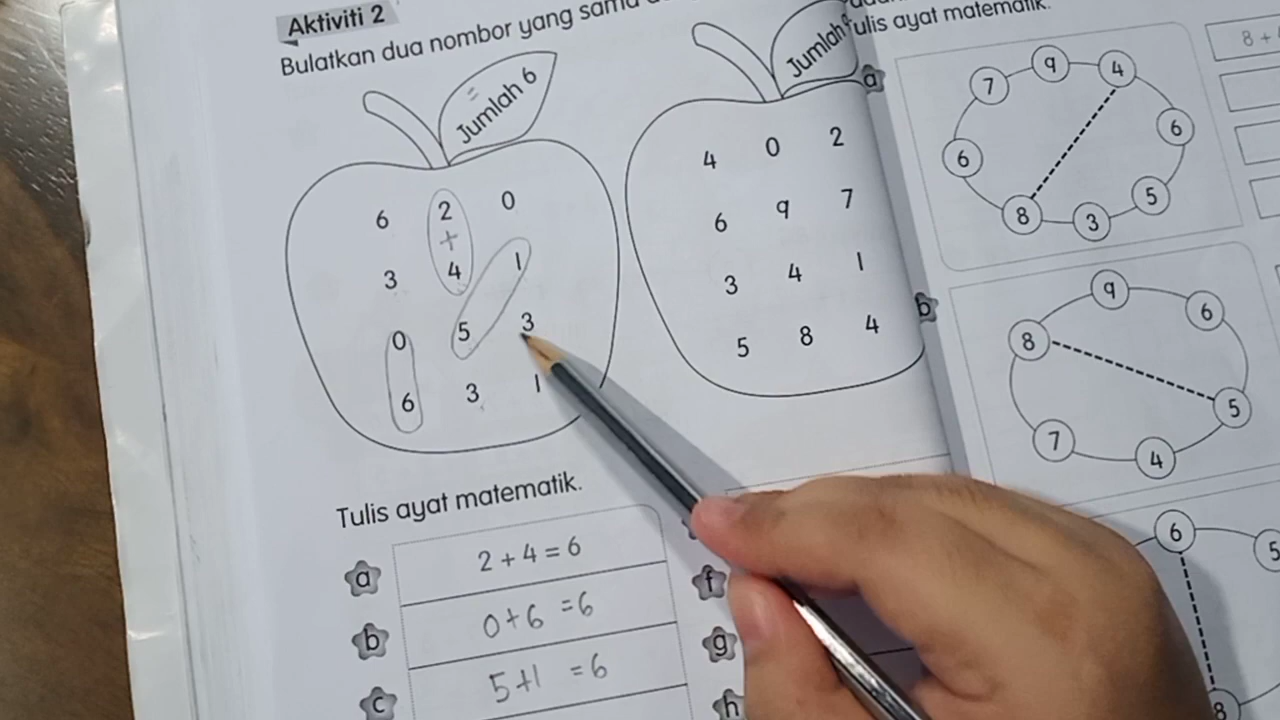 Aktiviti 2
Bulatkan dua nombor yang sama
Jumlah 6
=
6 2 0
+
3 4 1
0 5 3
6 3 1
Jumlah 9
4 0 2
6 9 7
3 4 1
5 8 4
Tulis ayat matematik.
a 2 + 4 = 6
b 0 + 6 = 6
c 5 + 1 = 6
f
g
h
Tulis ayat matematik.
a
7 9 4
6 6
8 3 5
8 +
b
9 6
8 5
7 4
6 5
8